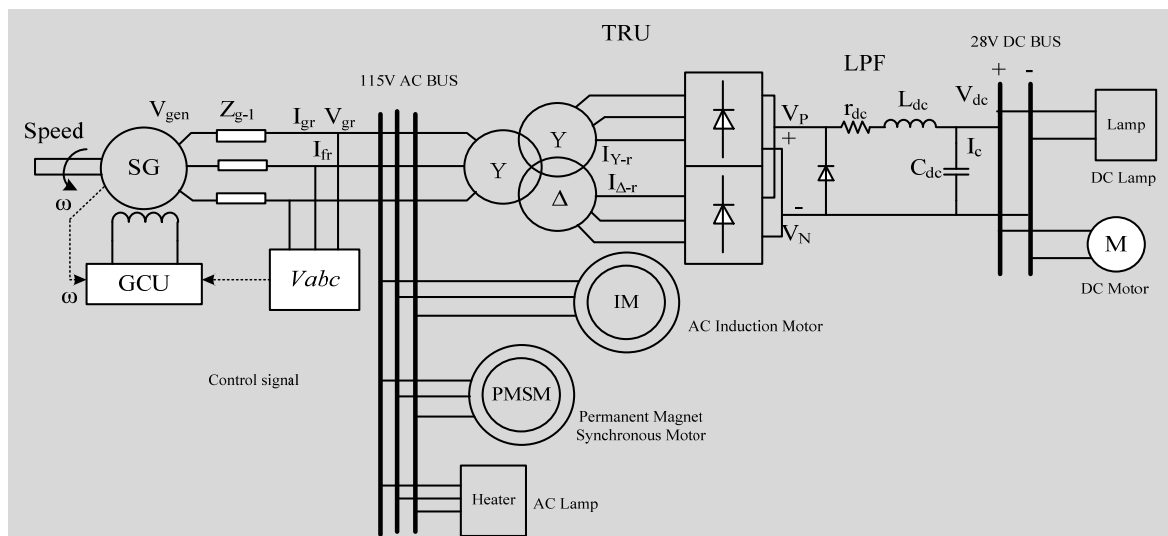 TRU
28V DC BUS
LPF
115V AC BUS
+ -
V_gen
Z_g-1
I_gr
V_gr
V_P
r_dc
L_dc
V_dc
Speed
+
Lamp
SG
I_fr
Y
Y
I_Y-r
I_c
C_dc
DC Lamp
Δ
I_Δ-r
ω
-
V_N
M
GCU
Vabc
ω
DC Motor
IM
AC Induction Motor
Control signal
PMSM
Permanent Magnet
Synchronous Motor
Heater
AC Lamp